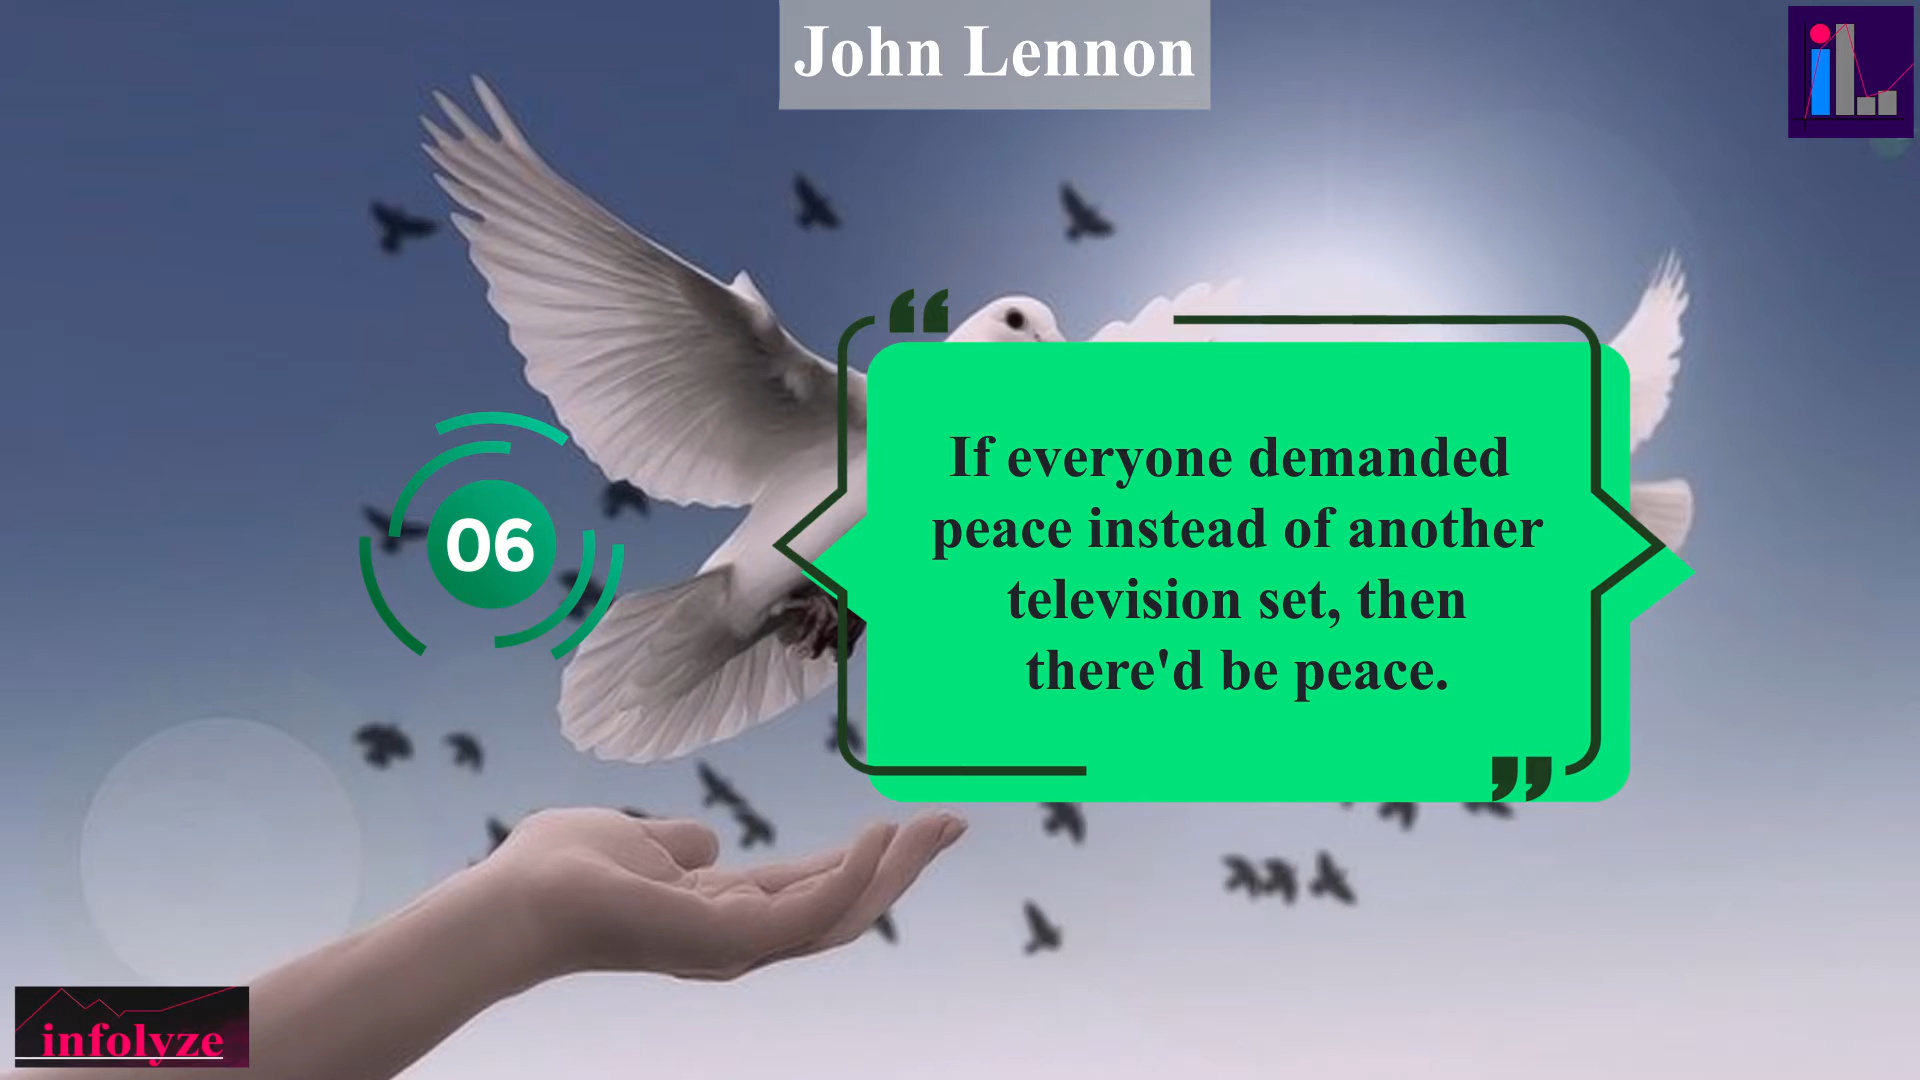 John Lennon
06
“
If everyone demanded
peace instead of another
television set, then
there'd be peace.
”
infolyze